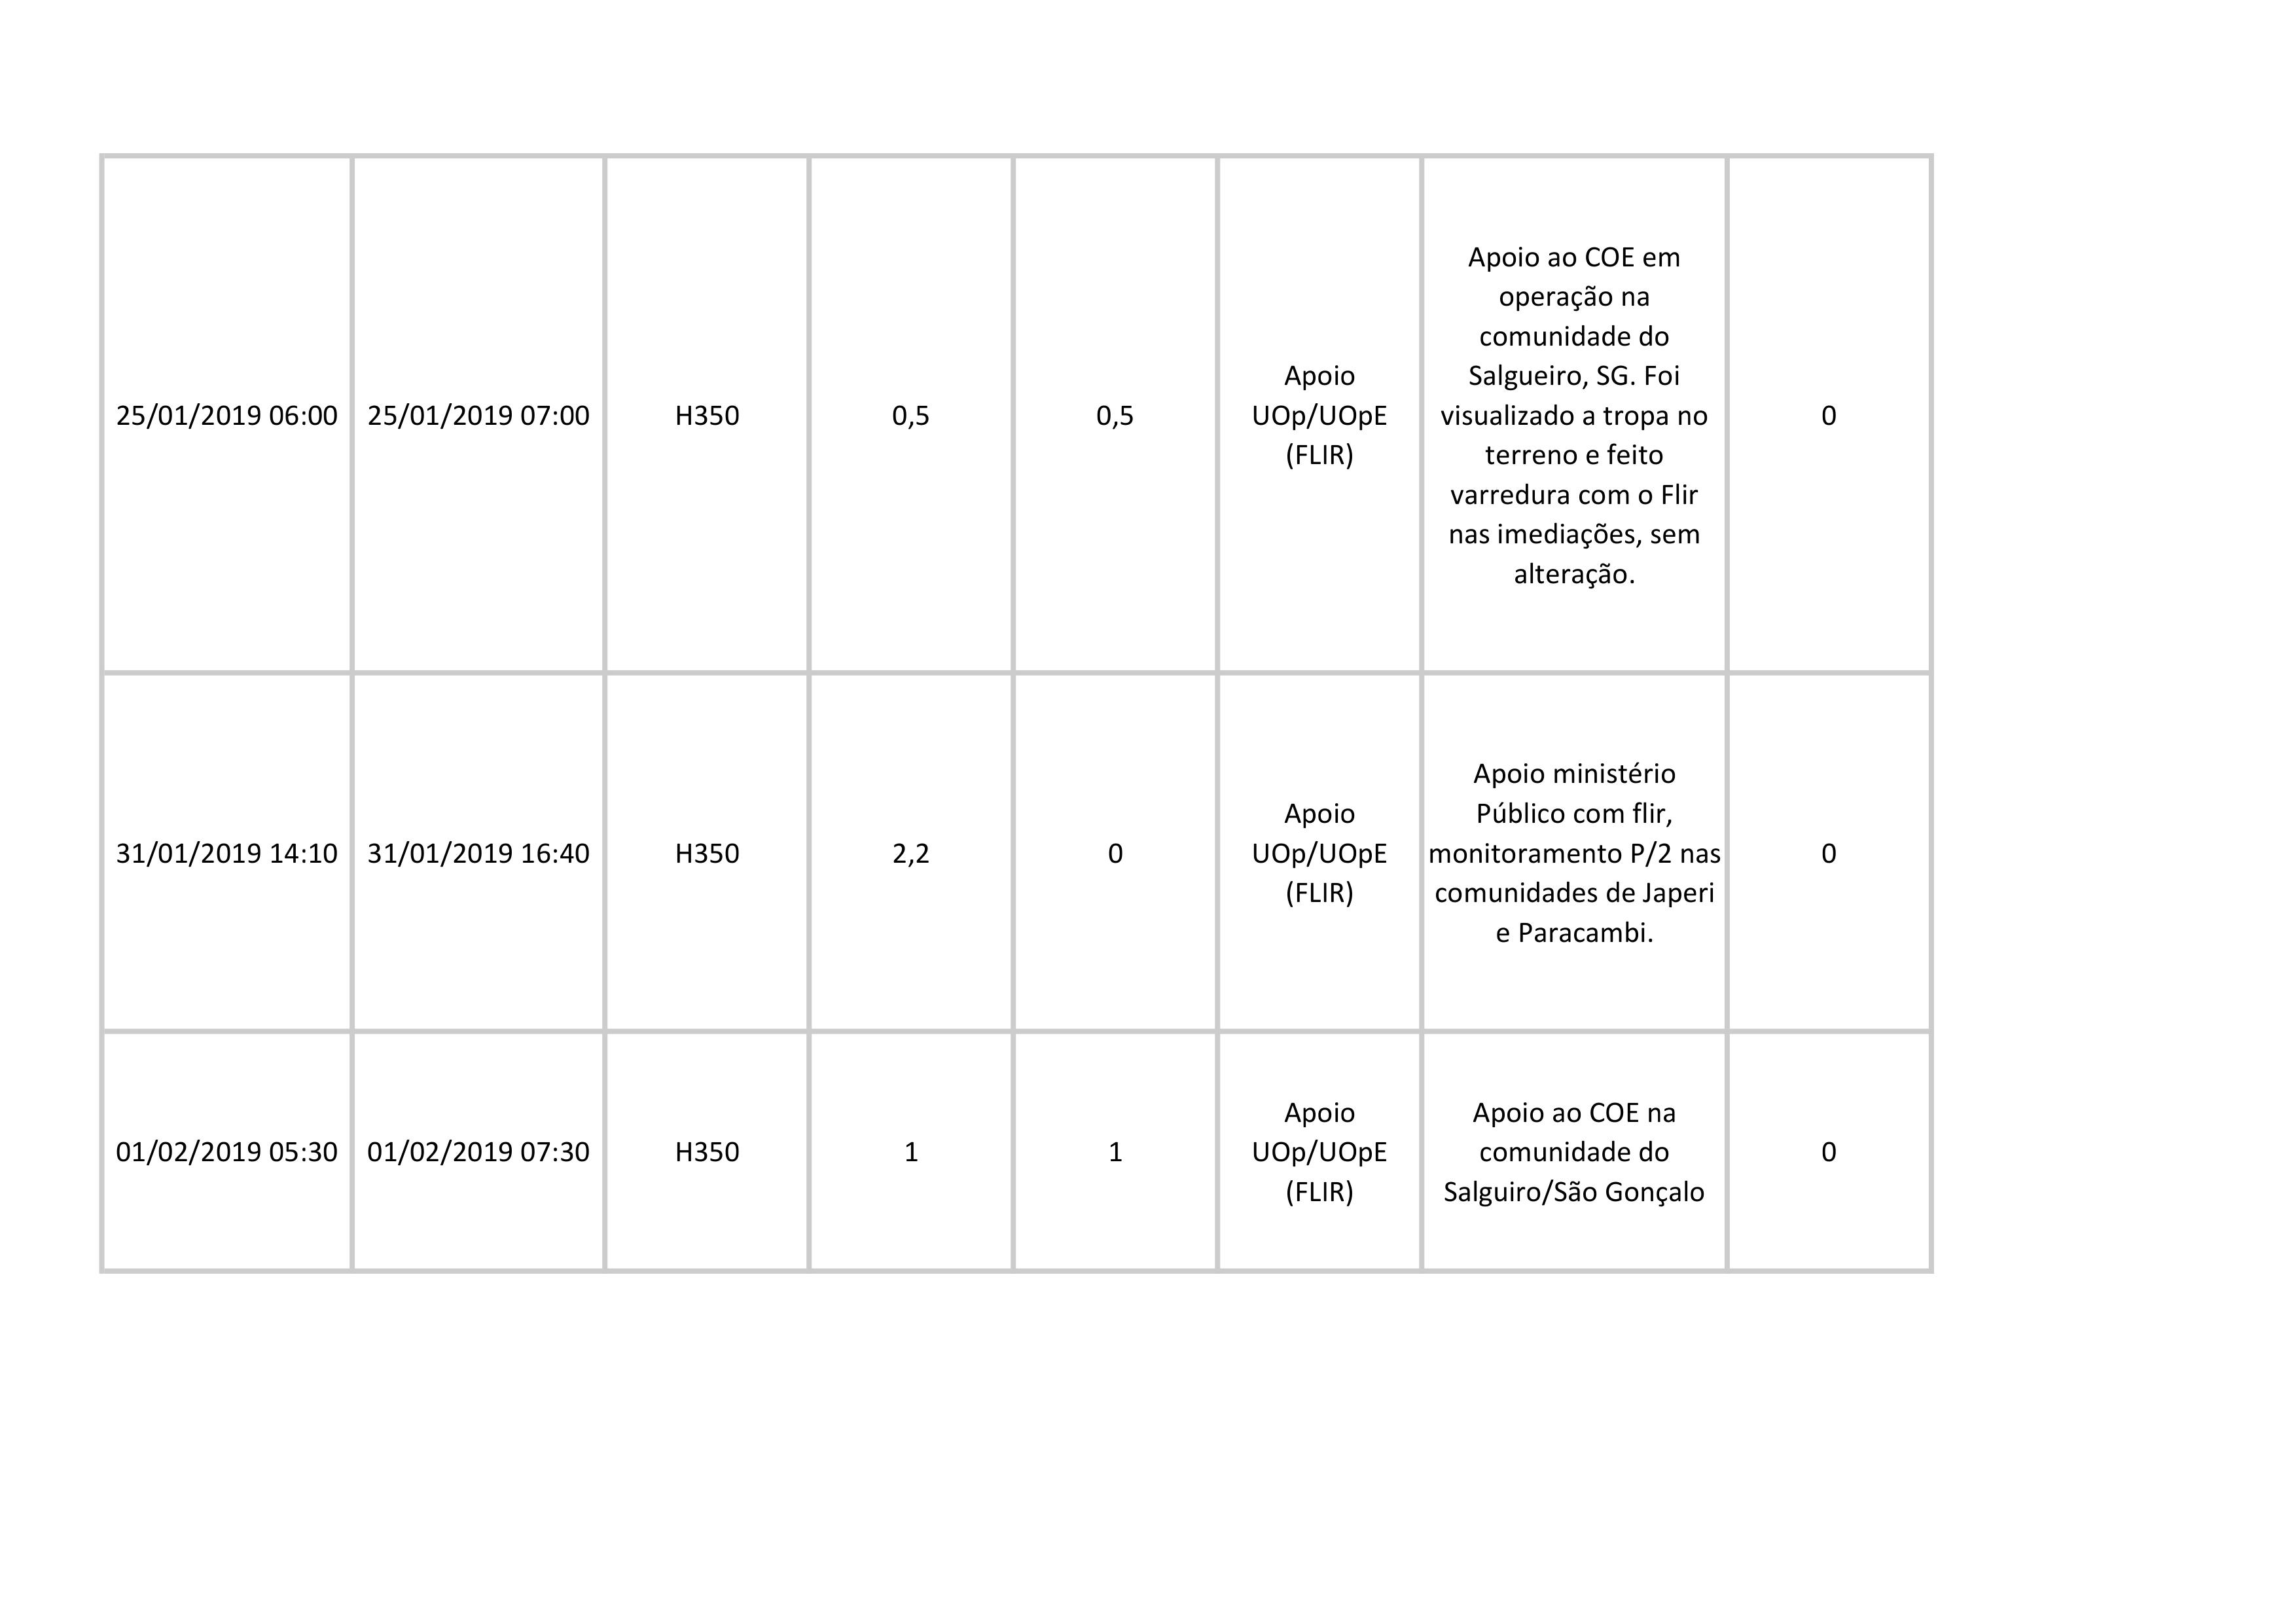 25/01/2019 06:00
25/01/2019 07:00
H350
0,5
0,5
Apoio
UOp/UOpE
(FLIR)
Apoio ao COE em
operação na
comunidade do
Salgueiro, SG. Foi
visualizado a tropa no
terreno e feito
varredura com o Flir
nas imediações, sem
alteração.
0
31/01/2019 14:10
31/01/2019 16:40
H350
2,2
0
Apoio
UOp/UOpE
(FLIR)
Apoio ministério
Público com flir,
monitoramento P/2 nas
comunidades de Japeri
e Paracambi.
0
01/02/2019 05:30
01/02/2019 07:30
H350
1
1
Apoio
UOp/UOpE
(FLIR)
Apoio ao COE na
comunidade do
Salguiro/São Gonçalo
0